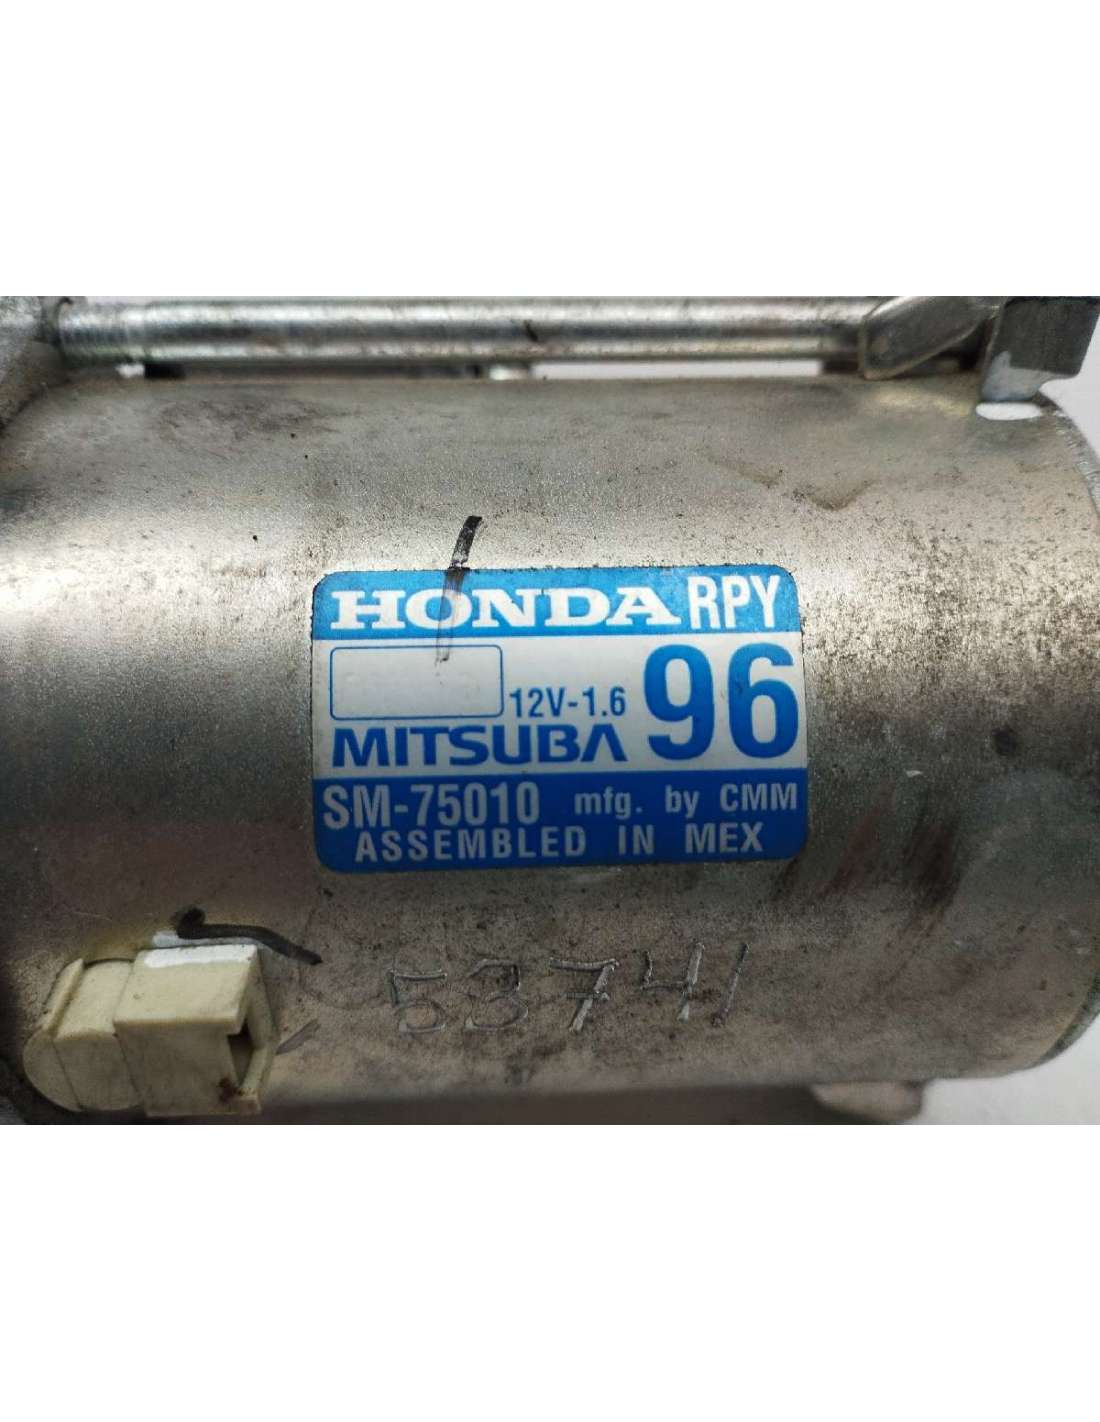 HONDA RPY
12V-1.6 96
MITSUBA
SM-75010 mfg. by CMM
ASSEMBLED IN MEX
53741